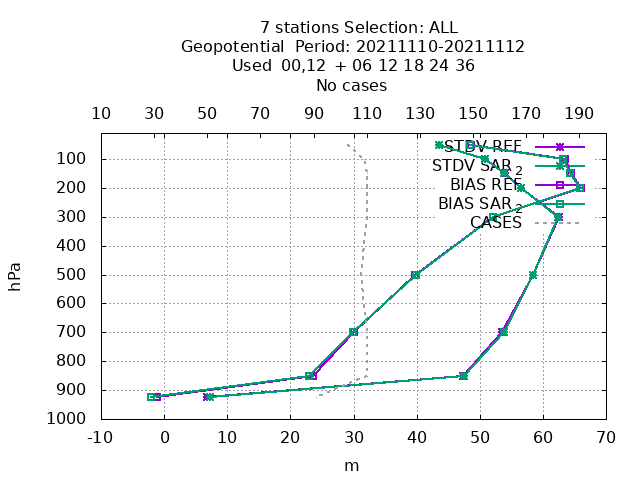 7 stations Selection: ALL
Geopotential  Period: 20211110-20211112
Used  00,12  + 06 12 18 24 36
No cases
10 30 50 70 90 110 130 150 170 190
STDV REF
STDV SAR2
BIAS REF
BIAS SAR2
CASES
100
200
300
400
500
600
700
800
900
1000
hPa
-10 0 10 20 30 40 50 60 70
m